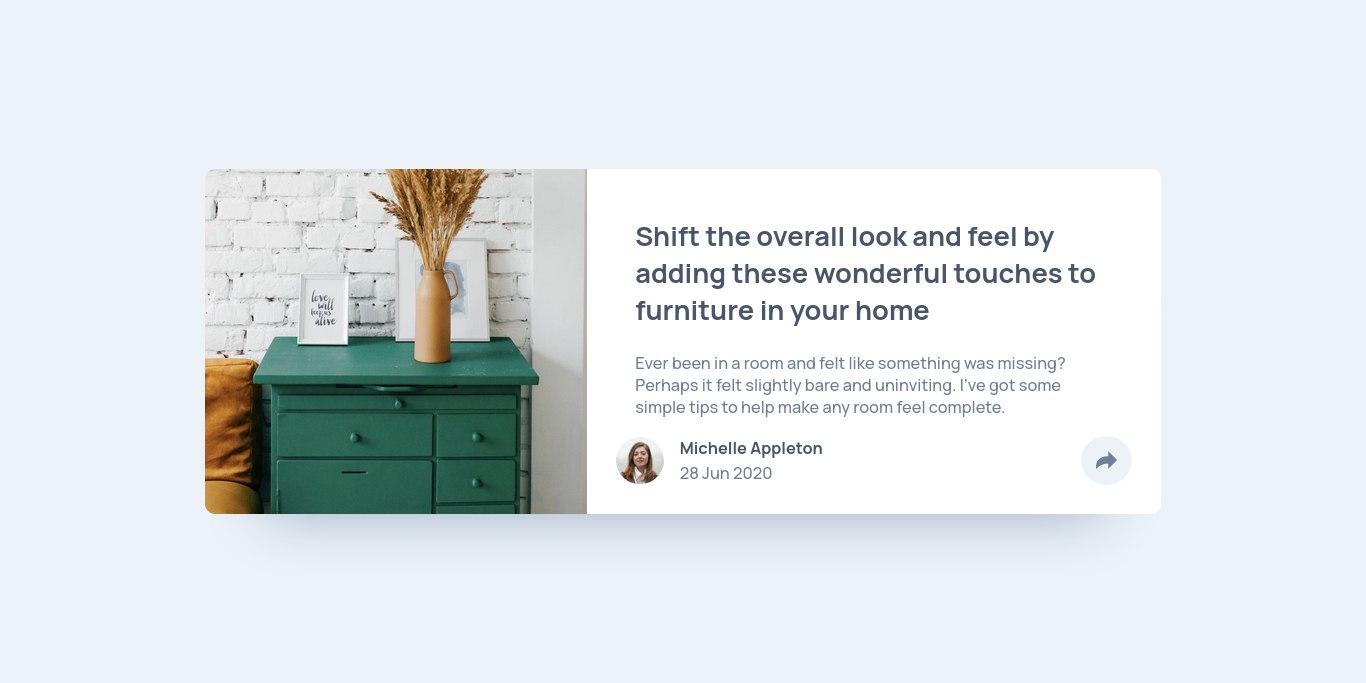 love
will
keep us
alive
Shift the overall look and feel by
adding these wonderful touches to
furniture in your home
Ever been in a room and felt like something was missing?
Perhaps it felt slightly bare and uninviting. I’ve got some
simple tips to help make any room feel complete.
Michelle Appleton
28 Jun 2020